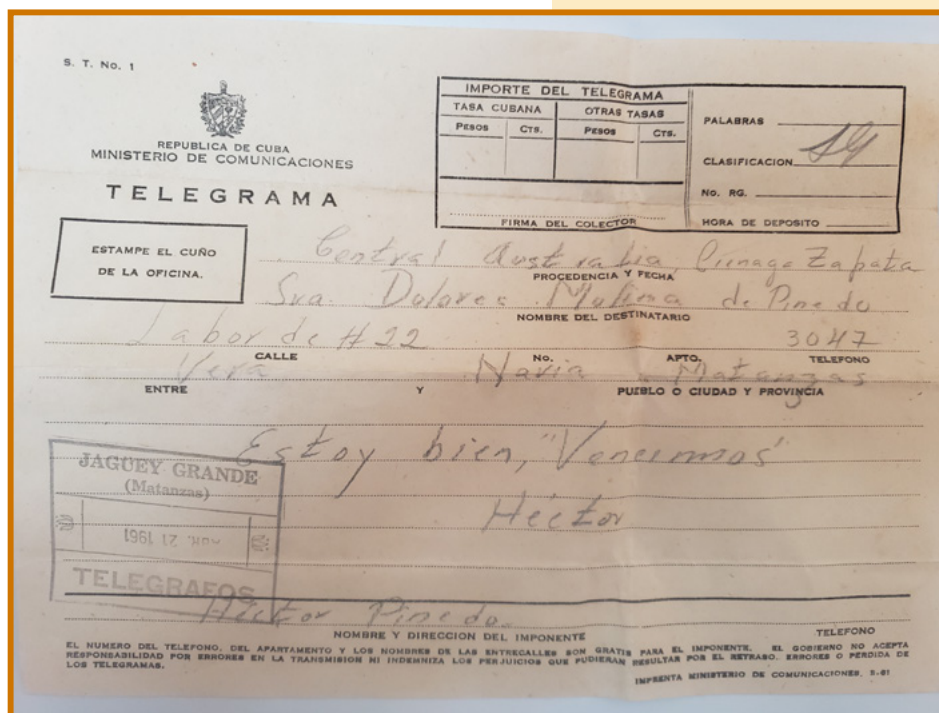 S. T. No. 1
REPUBLICA DE CUBA
MINISTERIO DE COMUNICACIONES
TELEGRAMA
IMPORTE DEL TELEGRAMA
TASA CUBANA OTRAS TASAS
PESOS CTS. PESOS CTS.
FIRMA DEL COLECTOR
PALABRAS
CLASIFICACION
No. RG.
HORA DE DEPOSITO
ESTAMPE EL CUÑO
DE LA OFICINA.
Central Australia Cienaga Zapata
PROCEDENCIA Y FECHA
Sra. Dolores Molina de Pinedo
NOMBRE DEL DESTINATARIO
Labor de # 22 3047
CALLE No. APTO. TELEFONO
Vera Navia Matanzas
ENTRE Y PUEBLO O CIUDAD Y PROVINCIA
Estoy bien, "Vencimos"
Héctor
JAGUEY GRANDE
(Matanzas)
ABR. 21 1961
TELEGRAFOS
Héctor Pinedo.
NOMBRE Y DIRECCION DEL IMPONENTE TELEFONO
EL NUMERO DEL TELEFONO, DEL APARTAMENTO Y LOS NOMBRES DE LAS ENTRECALLES SON GRATIS PARA EL IMPONENTE. EL GOBIERNO NO ACEPTA
RESPONSABILIDAD POR ERRORES EN LA TRANSMISION NI INDEMNIZA LOS PERJUICIOS QUE PUDIERAN RESULTAR POR EL RETRASO, ERRORES O PERDIDA DE
LOS TELEGRAMAS.
IMPRENTA MINISTERIO DE COMUNICACIONES,